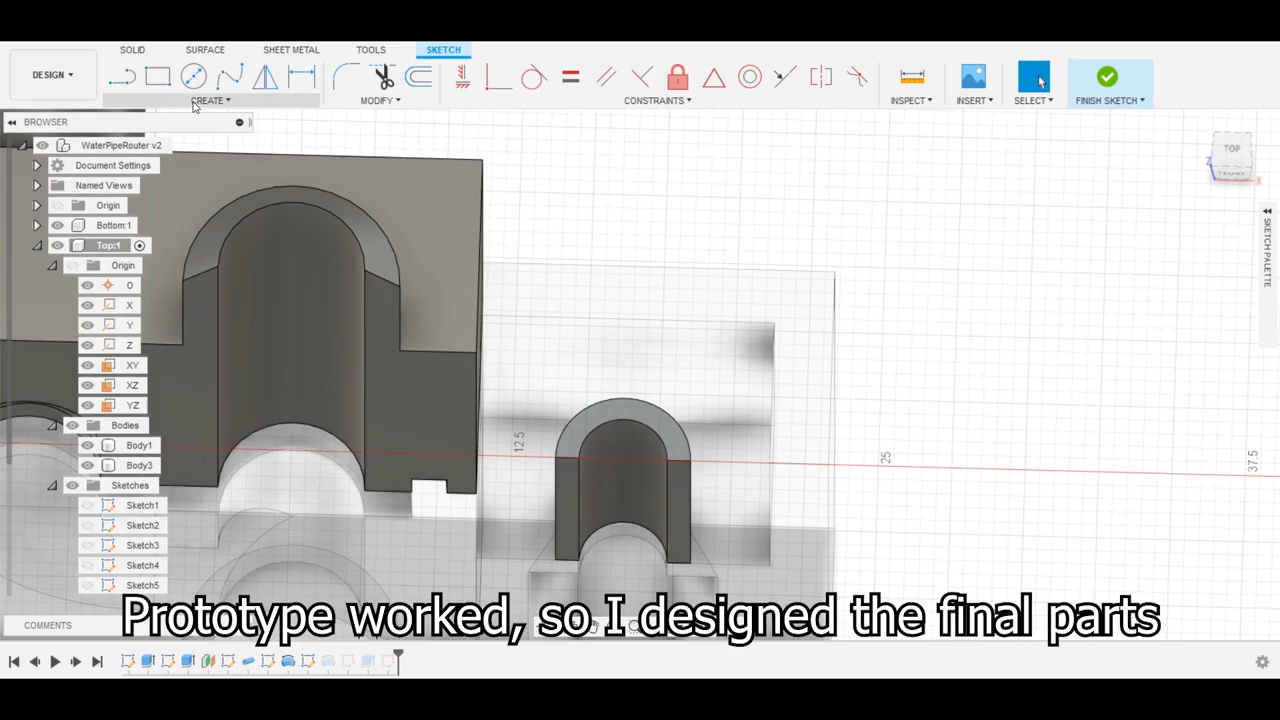 SOLID SURFACE SHEET METAL TOOLS SKETCH
DESIGN ▾
CREATE ▾ MODIFY ▾ CONSTRAINTS ▾ INSPECT ▾ INSERT ▾ SELECT ▾ FINISH SKETCH ▾
BROWSER
WaterPipeRouter v2
TOP
Document Settings
Z
X
Named Views
Origin
Bottom:1
SKETCH PALETTE
Top:1
Origin
O
X
Y
Z
XY
XZ
YZ
Bodies
Body1
12.5
25
37.5
Body3
Sketches
Sketch1
Sketch2
Sketch3
Sketch4
Sketch5
Prototype worked, so I designed the final parts
COMMENTS